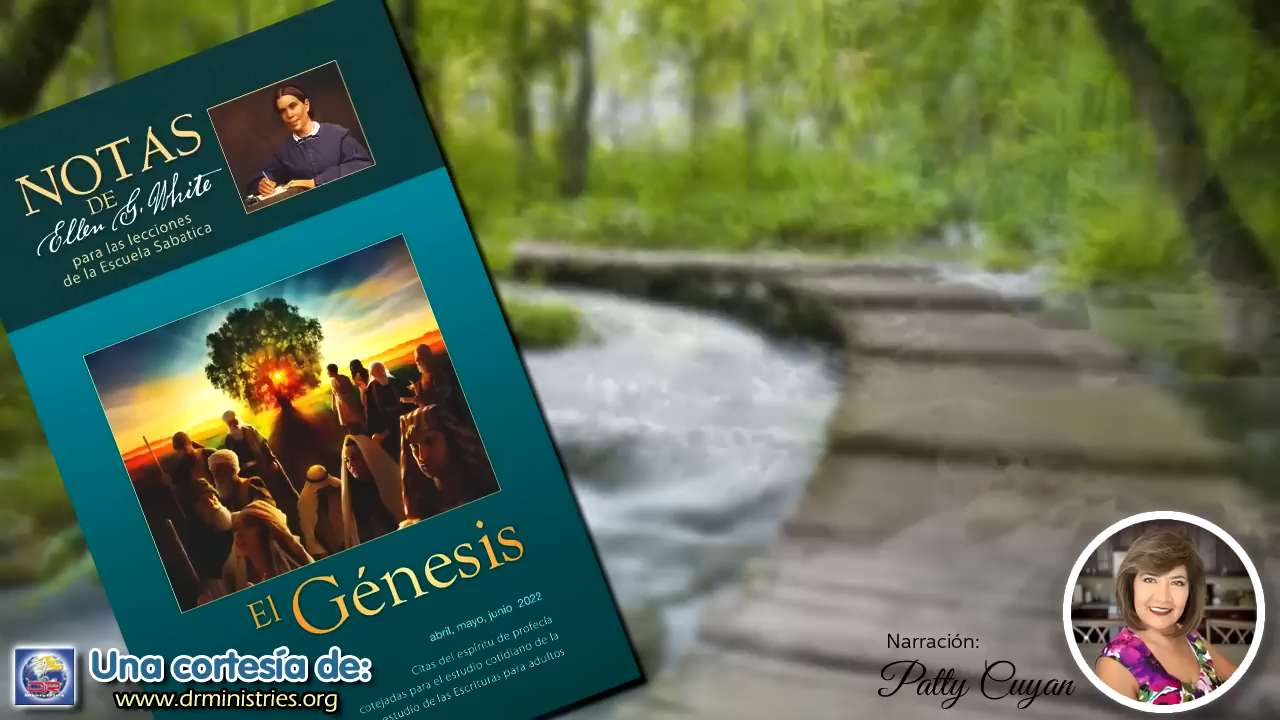 NOTAS
DE
Ellen G. White
para las lecciones
de la Escuela Sabatica
El Génesis
abril, mayo, junio 2022
Citas del espíritu de profecía
cotejadas para el estudio cotidiano de la
estudio de las Escrituras para adultos
Una cortesía de:
www.drministries.org
DR
Narración:
Patty Cuyan